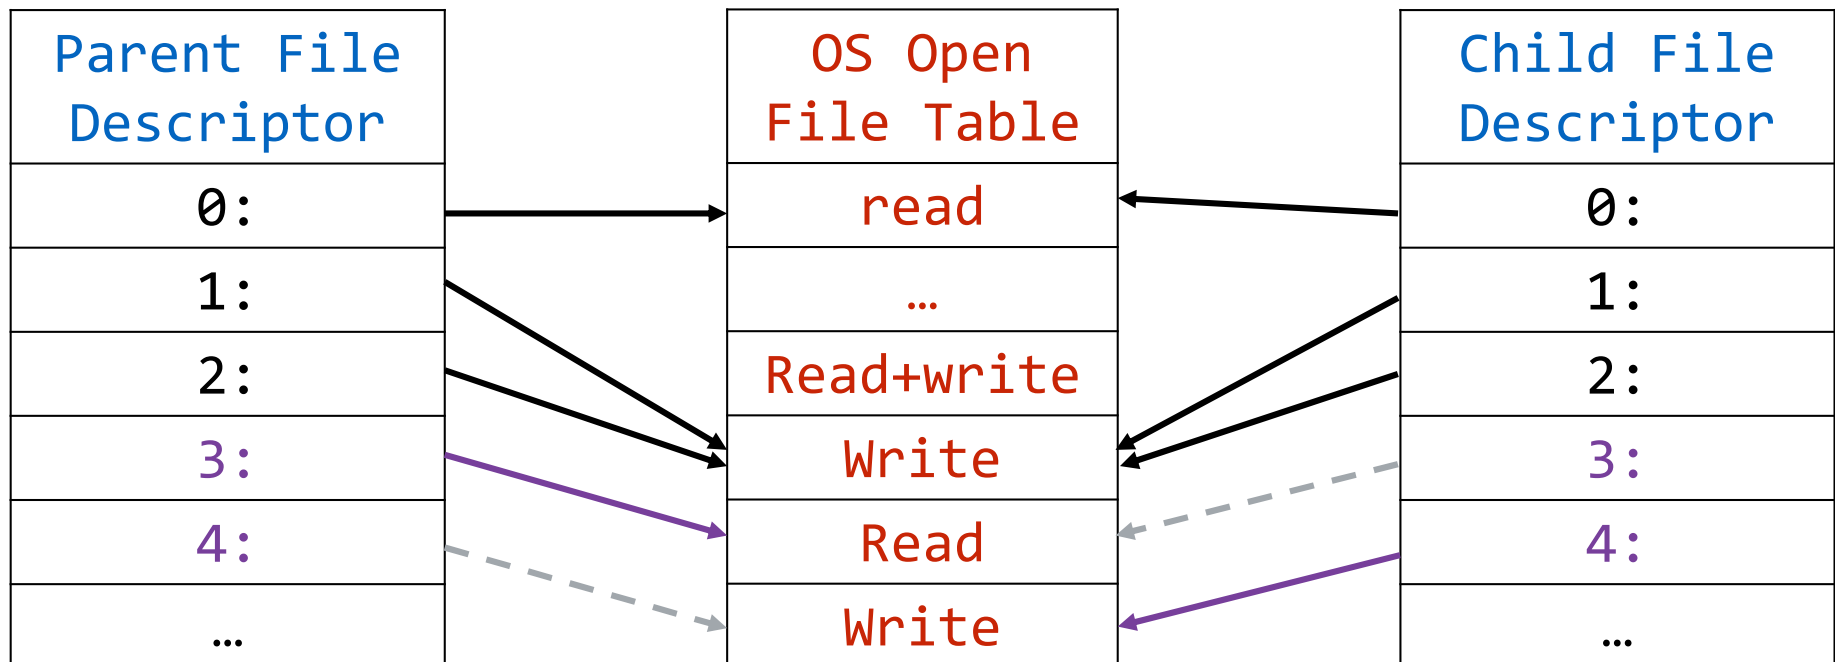 Parent File
Descriptor
0:
1:
2:
3:
4:
…
OS Open
File Table
read
…
Read+write
Write
Read
Write
Child File
Descriptor
0:
1:
2:
3:
4:
…